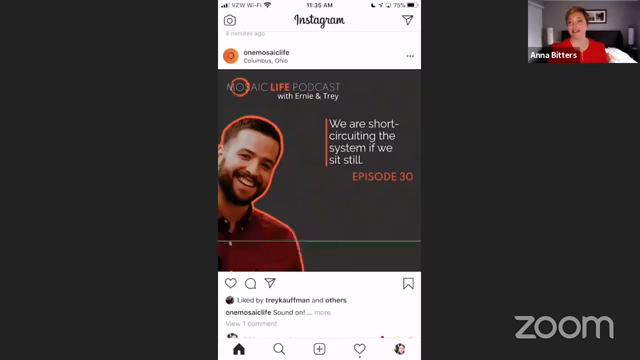 VZW Wi-Fi
11:35 AM
75%
Instagram
4 minutes ago
onemosaiclife
Columbus, Ohio
MOSAIC LIFE PODCAST
with Ernie & Trey
We are short-
circuiting the
system if we
sit still.
EPISODE 30
Liked by treykauffman and others
onemosaiclife Sound on! ... more
View 1 comment
Anna Bitters
zoom